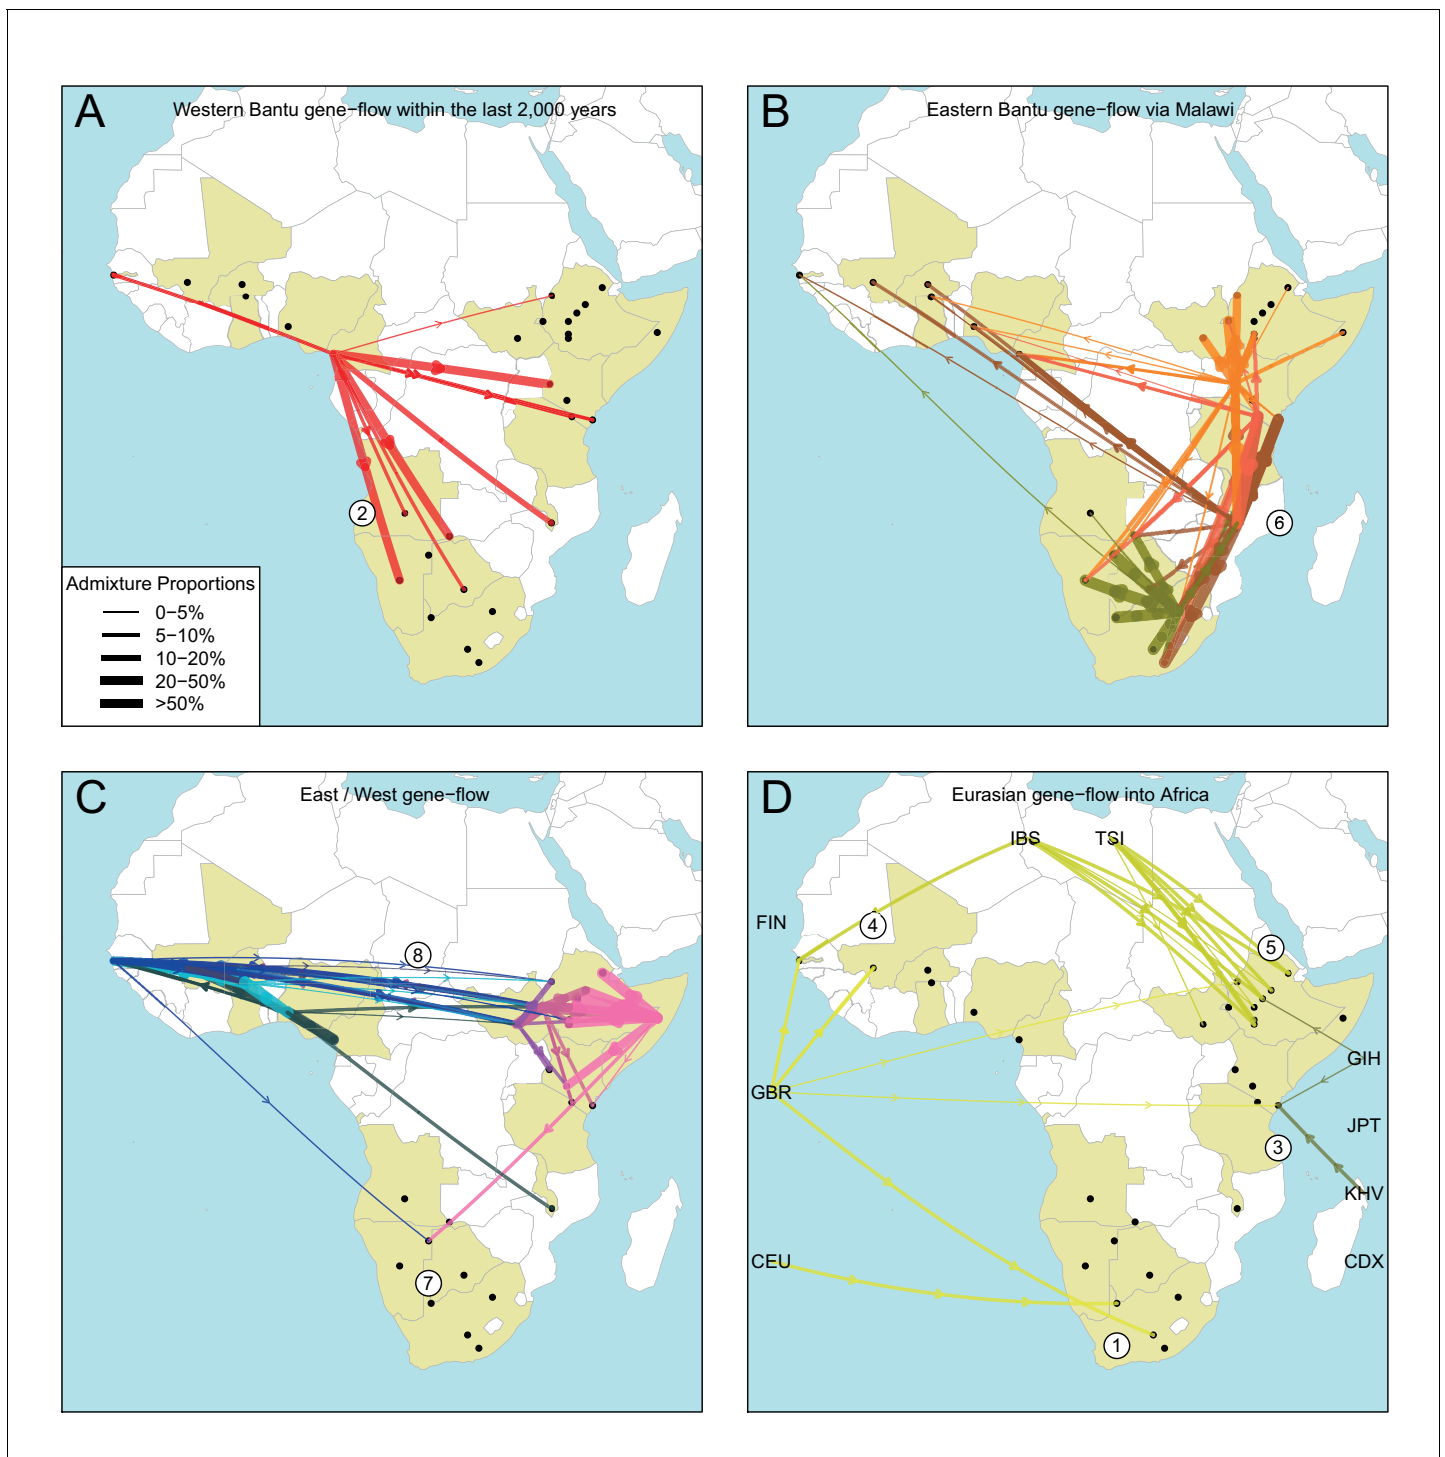 A
Western Bantu gene−flow within the last 2,000 years
2
Admixture Proportions
0−5%
5−10%
10−20%
20−50%
>50%
B
Eastern Bantu gene−flow via Malawi
6
C
East / West gene−flow
8
7
D
Eurasian gene−flow into Africa
IBS
TSI
FIN
4
5
GIH
GBR
JPT
3
KHV
CEU
CDX
1